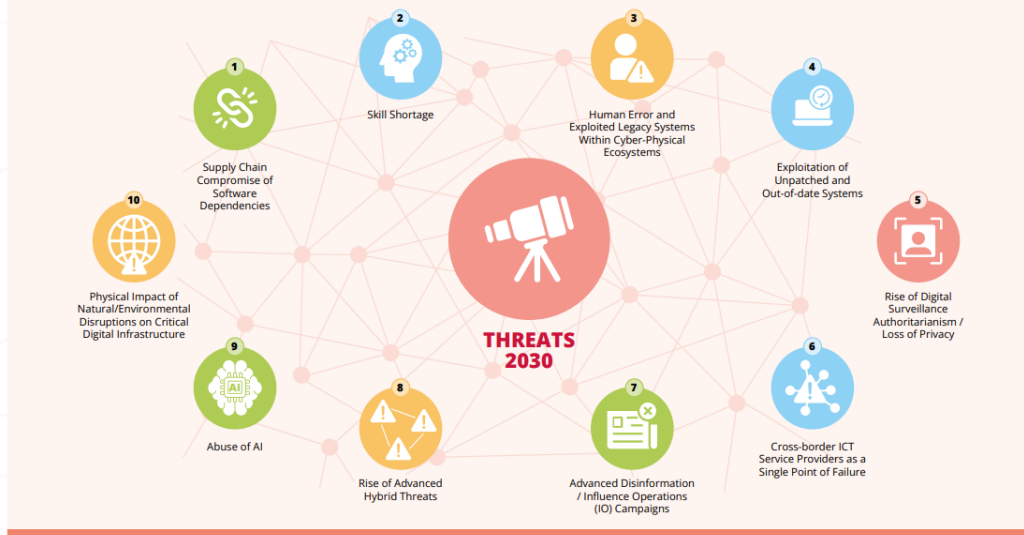 1
Supply Chain
Compromise of
Software
Dependencies
2
Skill Shortage
3
Human Error and
Exploited Legacy Systems
Within Cyber-Physical
Ecosystems
4
Exploitation of
Unpatched and
Out-of-date Systems
5
Rise of Digital
Surveillance
Authoritarianism /
Loss of Privacy
6
Cross-border ICT
Service Providers as a
Single Point of Failure
7
Advanced Disinformation
/ Influence Operations
(IO) Campaigns
8
Rise of Advanced
Hybrid Threats
9
AI
Abuse of AI
10
Physical Impact of
Natural/Environmental
Disruptions on Critical
Digital Infrastructure
THREATS
2030